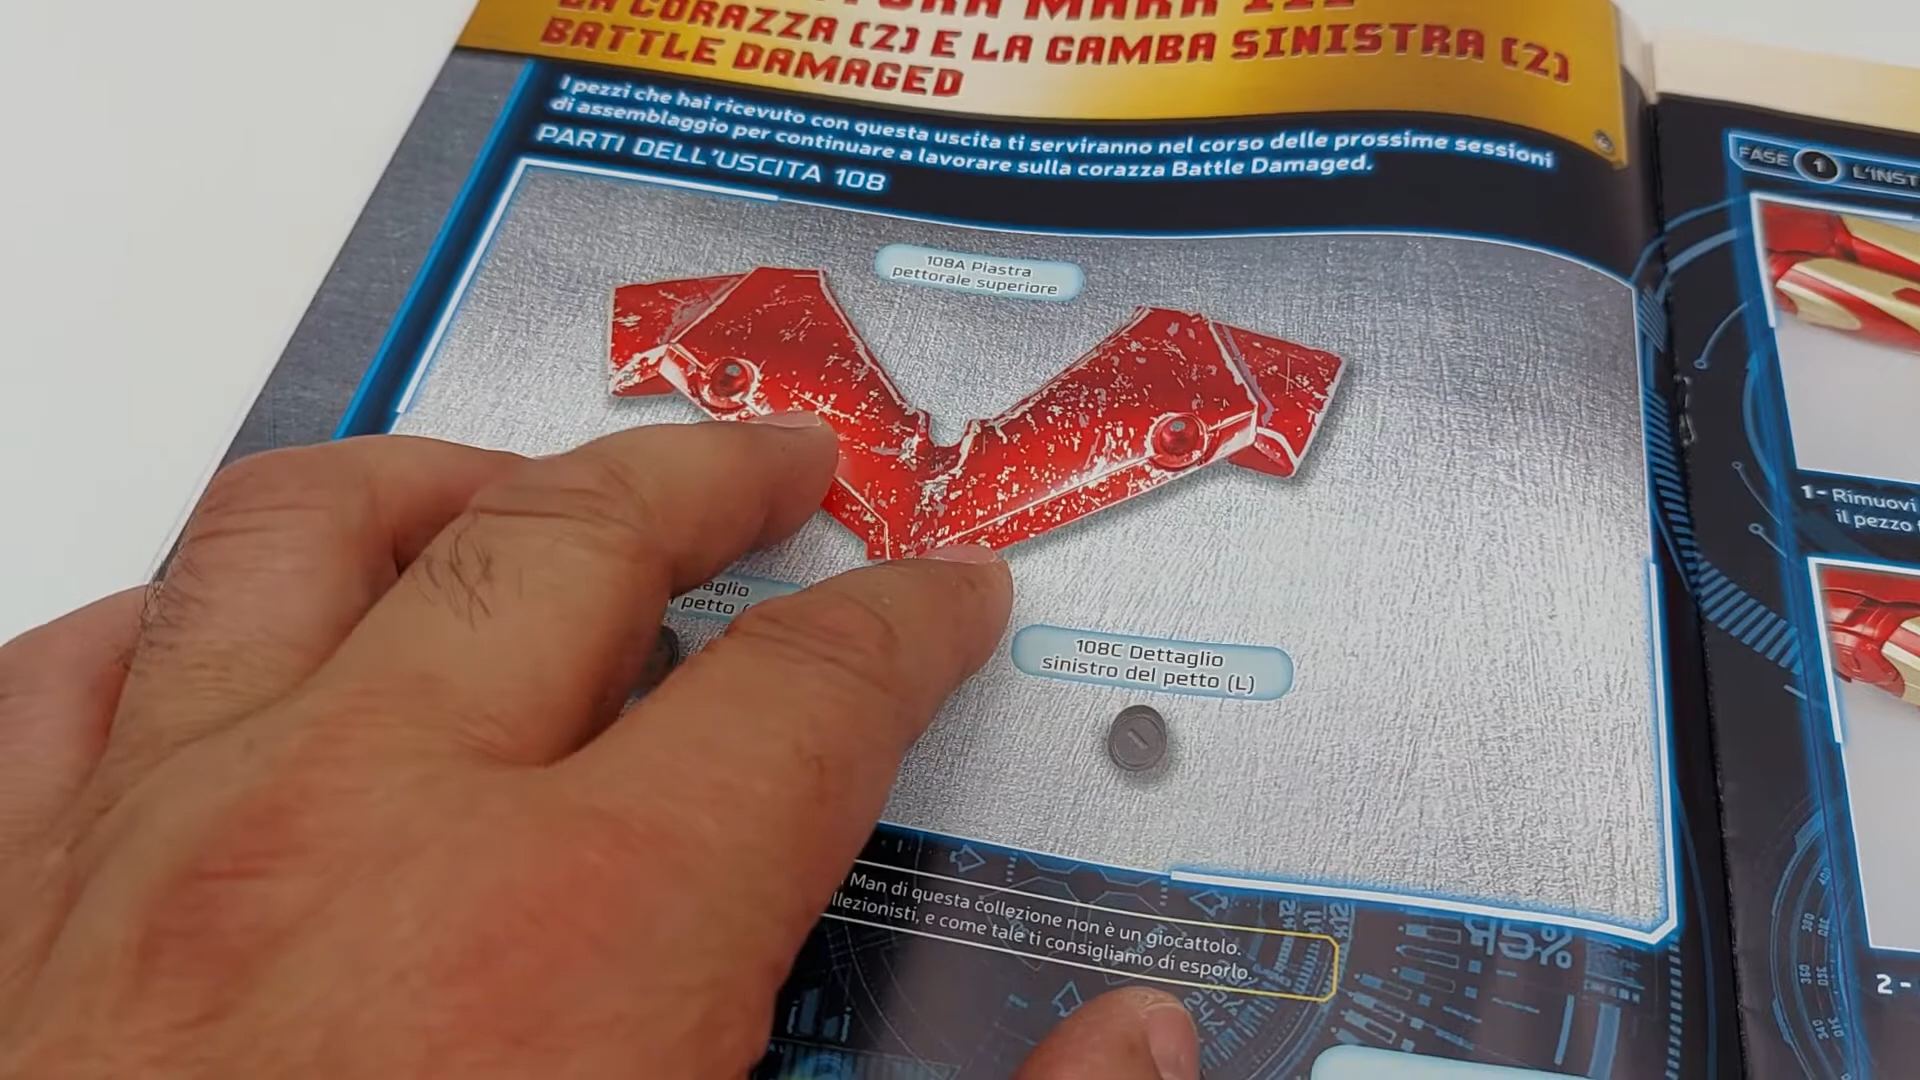 MARK III
LA CORAZZA (2) E LA GAMBA SINISTRA (2)
BATTLE DAMAGED
I pezzi che hai ricevuto con questa uscita ti serviranno nel corso delle prossime sessioni
di assemblaggio per continuare a lavorare sulla corazza Battle Damaged.
PARTI DELL'USCITA 108
108A Piastra
pettorale superiore
petto
108C Dettaglio
sinistro del petto (L)
Man di questa collezione non è un giocattolo.
e come tale ti consigliamo di esporlo.
45%
FASE 1
1- Rimuovi
il pezzo
2 -